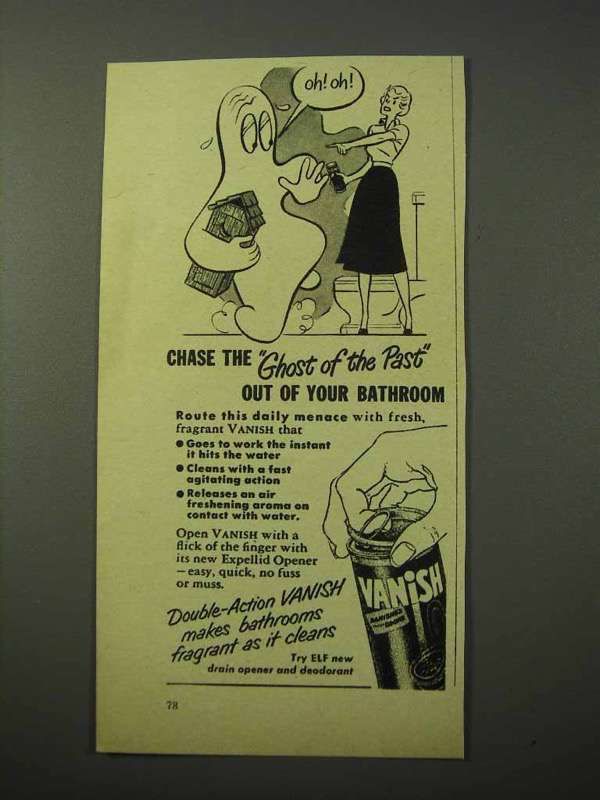 oh! oh!
CHASE THE "Ghost of the Past"
OUT OF YOUR BATHROOM
Route this daily menace with fresh,
fragrant VANISH that
● Goes to work the instant
it hits the water
● Cleans with a fast
agitating action
● Releases an air
freshening aroma on
contact with water.
Open VANISH with a
flick of the finger with
its new Expellid Opener
—easy, quick, no fuss
or muss.
Double-Action VANISH
makes bathrooms
fragrant as it cleans
Try ELF new
drain opener and deodorant
VANiSH
78